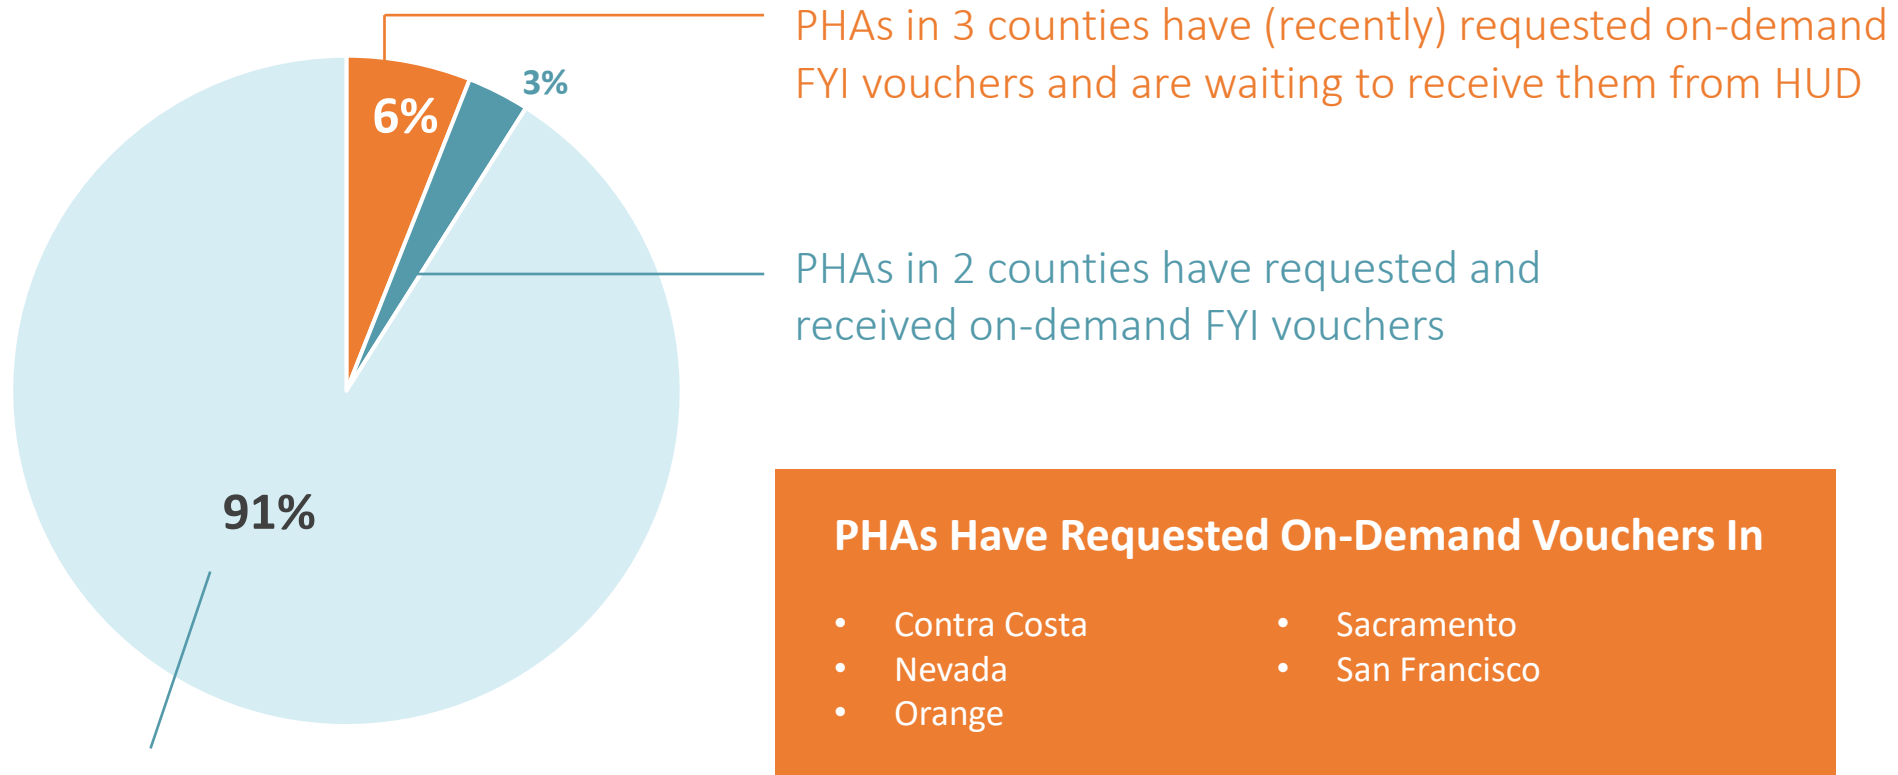 PHAs in 3 counties have (recently) requested on-demand
FYI vouchers and are waiting to receive them from HUD
6%
3%
PHAs in 2 counties have requested and
received on-demand FYI vouchers
91%
PHAs Have Requested On-Demand Vouchers In
• Contra Costa
• Nevada
• Orange
• Sacramento
• San Francisco